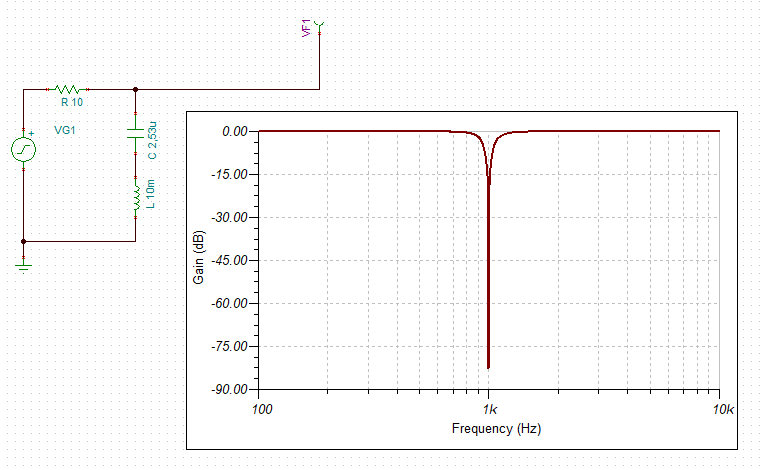 VF1
R 10
VG1
+
C 2,53u
L 10m
0.00
-15.00
-30.00
-45.00
-60.00
-75.00
-90.00
Gain (dB)
100
1k
10k
Frequency (Hz)